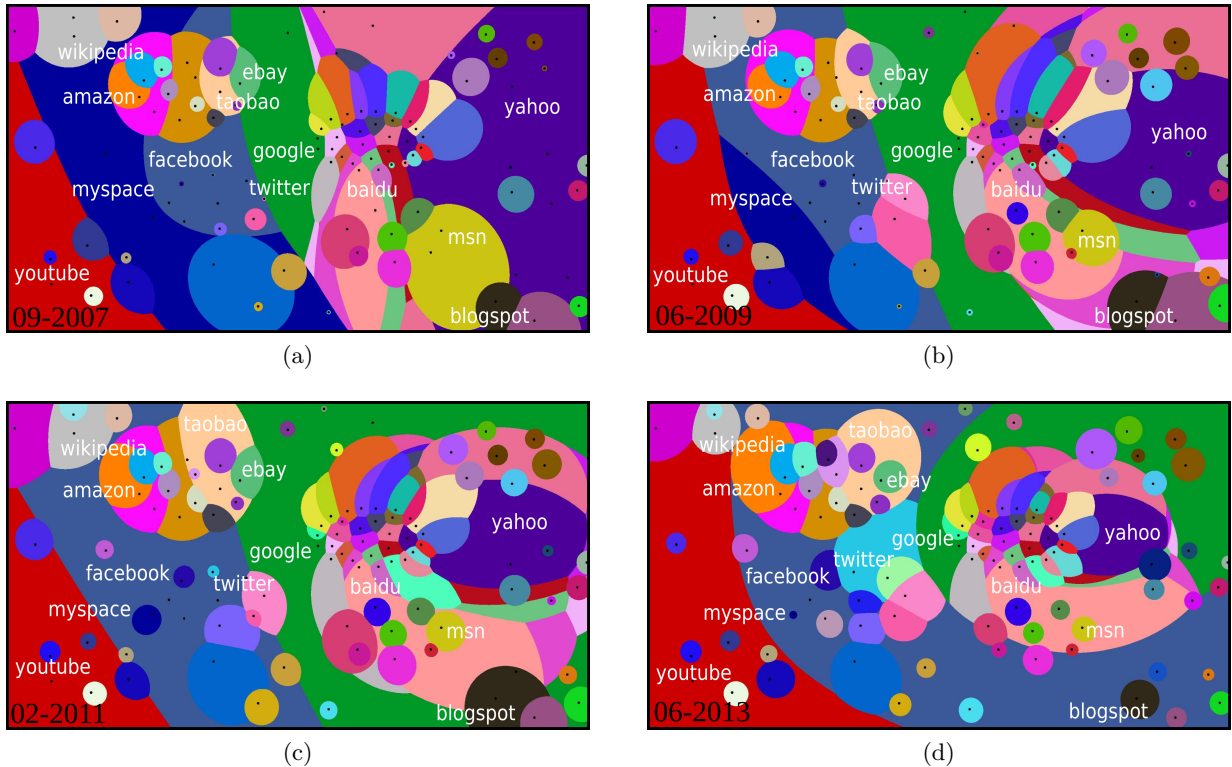 wikipedia
ebay
amazon
taobao
yahoo
facebook
google
myspace
twitter
baidu
msn
youtube
blogspot
09-2007
(a)
wikipedia
ebay
amazon
taobao
yahoo
facebook
google
myspace
twitter
baidu
msn
youtube
blogspot
06-2009
(b)
taobao
wikipedia
ebay
amazon
yahoo
google
facebook
twitter
baidu
myspace
msn
youtube
blogspot
02-2011
(c)
taobao
wikipedia
ebay
amazon
yahoo
google
twitter
facebook
baidu
myspace
msn
youtube
blogspot
06-2013
(d)